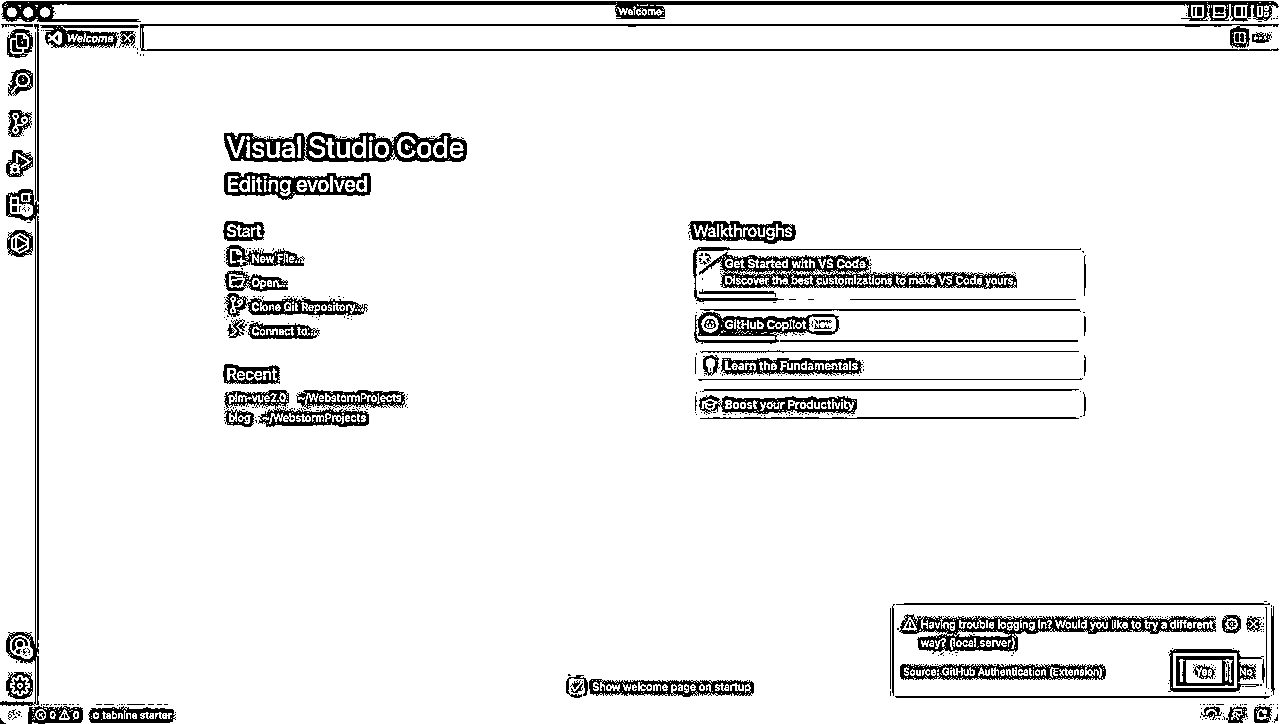 Welcome
Welcome
Visual Studio Code
Editing evolved
Start
New File...
Open...
Clone Git Repository...
Connect to...
Recent
pim-vue2.0 ~/WebstormProjects
blog ~/WebstormProjects
Walkthroughs
Get Started with VS Code
Discover the best customizations to make VS Code yours.
GitHub Copilot New
Learn the Fundamentals
Boost your Productivity
Having trouble logging in? Would you like to try a different
way? (local server)
Source: GitHub Authentication (Extension)
Yes No
Show welcome page on startup
0 0 tabnine starter